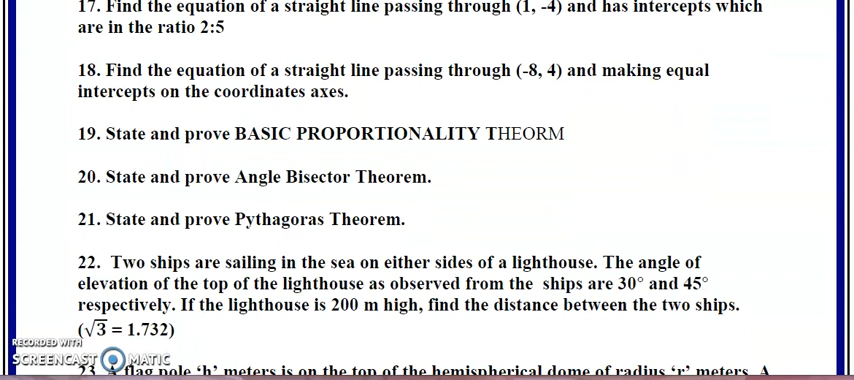 17. Find the equation of a straight line passing through (1, -4) and has intercepts which
are in the ratio 2:5
18. Find the equation of a straight line passing through (-8, 4) and making equal
intercepts on the coordinates axes.
19. State and prove BASIC PROPORTIONALITY THEORM
20. State and prove Angle Bisector Theorem.
21. State and prove Pythagoras Theorem.
22. Two ships are sailing in the sea on either sides of a lighthouse. The angle of
elevation of the top of the lighthouse as observed from the ships are 30° and 45°
respectively. If the lighthouse is 200 m high, find the distance between the two ships.
(√3 = 1.732)
RECORDED WITH
SCREENCAST MATIC
23. A flag pole ‘h’ meters is on the top of the hemispherical dome of radius ‘r’ meters. A